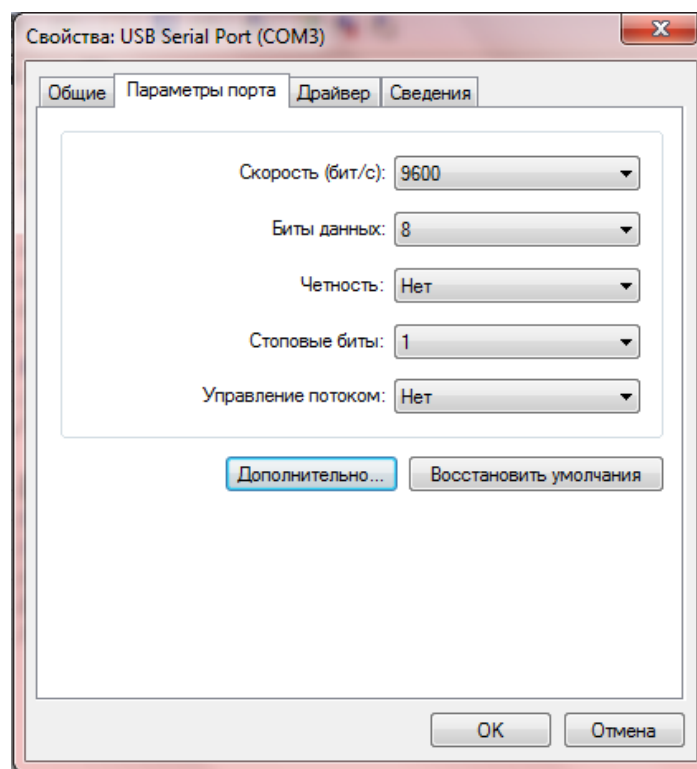 Свойства: USB Serial Port (COM3)
Общие Параметры порта Драйвер Сведения
Скорость (бит/с): 9600
Биты данных: 8
Четность: Нет
Стоповые биты: 1
Управление потоком: Нет
Дополнительно... Восстановить умолчания
OK Отмена